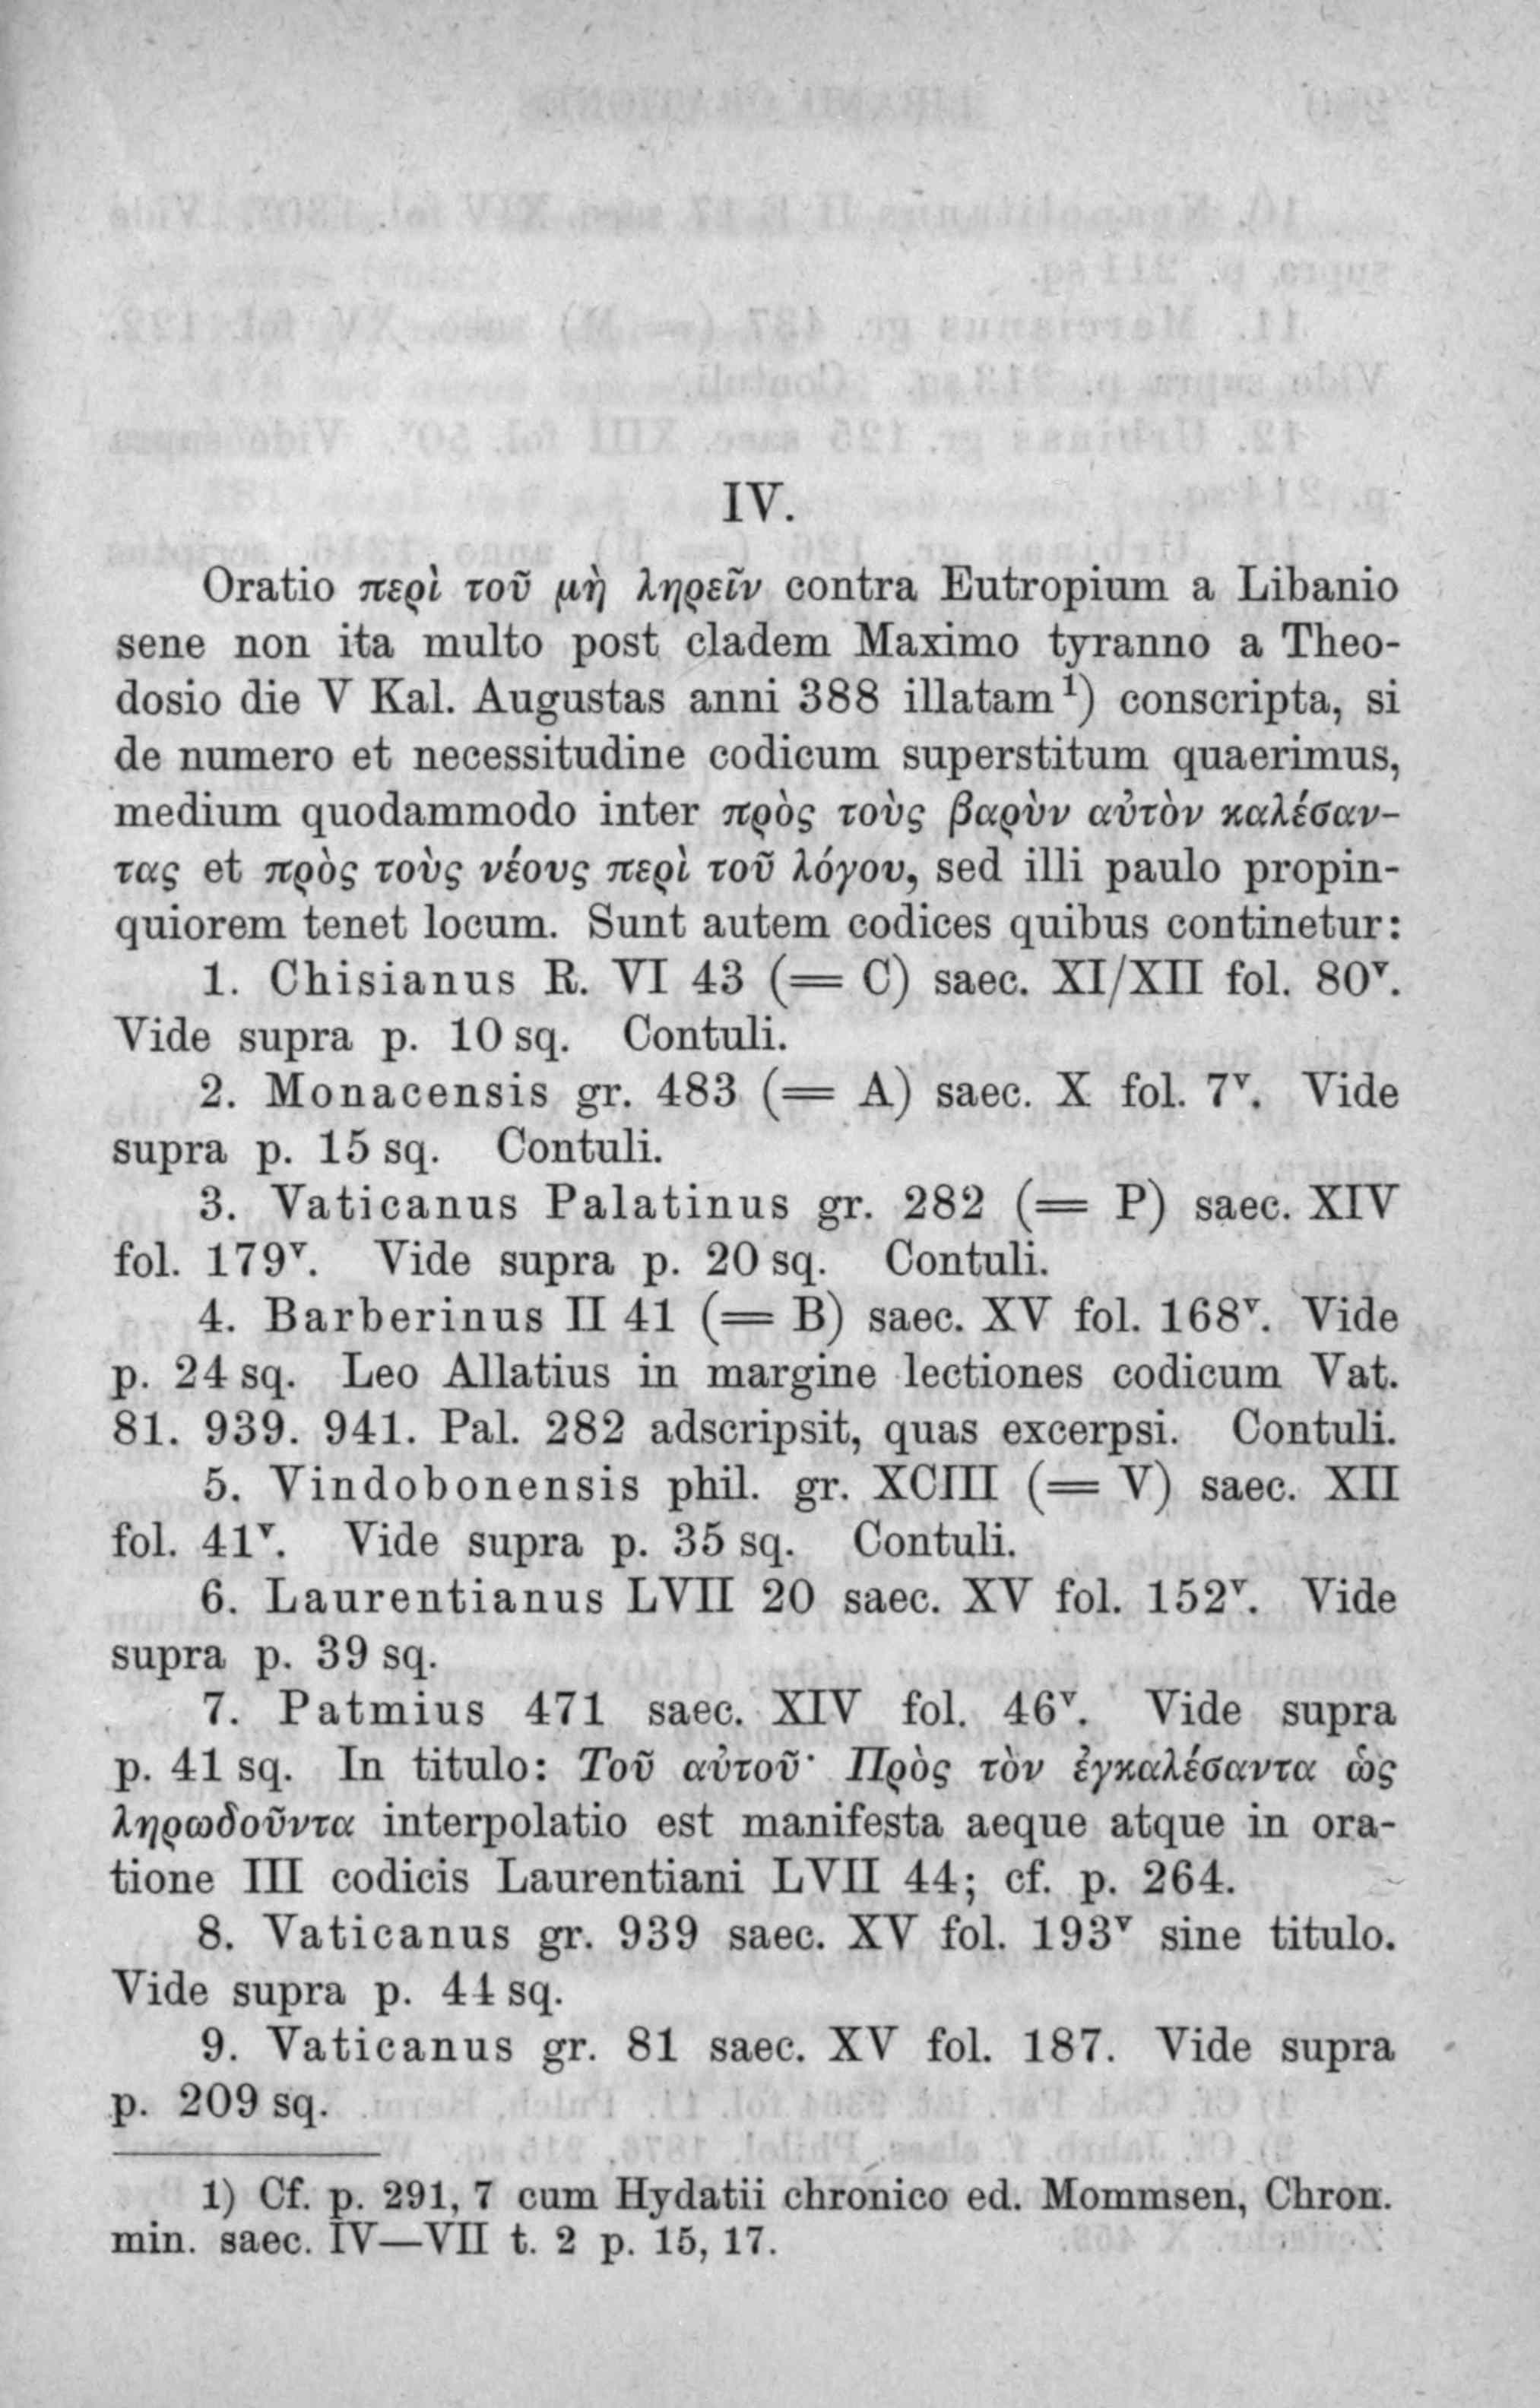 IV.
Oratio περὶ τοῦ μὴ ληρεῖν contra Eutropium a Libanio
sene non ita multo post cladem Maximo tyranno a Theo-
dosio die V Kal. Augustas anni 388 illatam¹) conscripta, si
de numero et necessitudine codicum superstitum quaerimus,
medium quodammodo inter πρὸς τοὺς βαρὺν αὐτὸν καλέσαν-
τας et πρὸς τοὺς νέους περὶ τοῦ λόγου, sed illi paulo propin-
quiorem tenet locum. Sunt autem codices quibus continetur:
1. Chisianus R. VI 43 (= C) saec. XI/XII fol. 80ᵛ.
Vide supra p. 10 sq. Contuli.
2. Monacensis gr. 483 (= A) saec. X fol. 7ᵛ. Vide
supra p. 15 sq. Contuli.
3. Vaticanus Palatinus gr. 282 (= P) saec. XIV
fol. 179ᵛ. Vide supra p. 20 sq. Contuli.
4. Barberinus II 41 (= B) saec. XV fol. 168ᵛ. Vide
p. 24 sq. Leo Allatius in margine lectiones codicum Vat.
81. 939. 941. Pal. 282 adscripsit, quas excerpsi. Contuli.
5. Vindobonensis phil. gr. XCIII (= V) saec. XII
fol. 41ᵛ. Vide supra p. 35 sq. Contuli.
6. Laurentianus LVII 20 saec. XV fol. 152ᵛ. Vide
supra p. 39 sq.
7. Patmius 471 saec. XIV fol. 46ᵛ. Vide supra
p. 41 sq. In titulo: Τοῦ αὐτοῦ· Πρὸς τὸν ἐγκαλέσαντα ὡς
ληρωδοῦντα interpolatio est manifesta aeque atque in ora-
tione III codicis Laurentiani LVII 44; cf. p. 264.
8. Vaticanus gr. 939 saec. XV fol. 193ᵛ sine titulo.
Vide supra p. 44 sq.
9. Vaticanus gr. 81 saec. XV fol. 187. Vide supra
p. 209 sq.
1) Cf. p. 291, 7 cum Hydatii chronico ed. Mommsen, Chron.
min. saec. IV—VII t. 2 p. 15, 17.